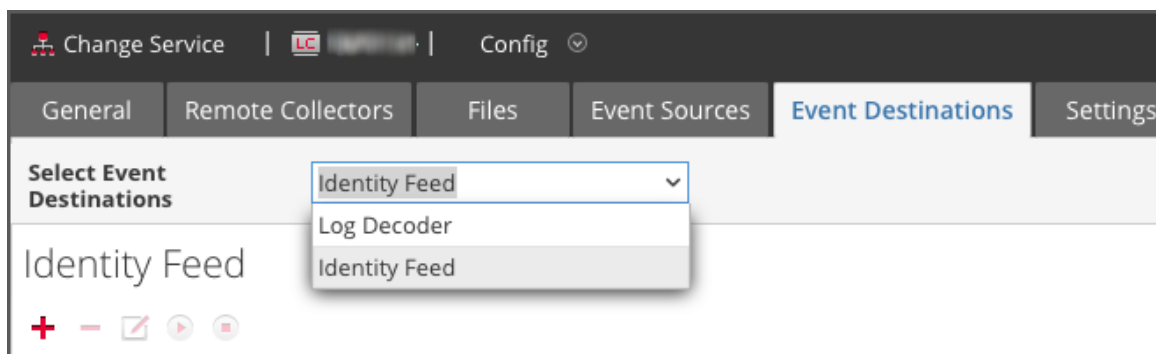 Change Service | LC | Config
General Remote Collectors Files Event Sources Event Destinations Settings
Select Event
Destinations
Identity Feed
Log Decoder
Identity Feed
Identity Feed